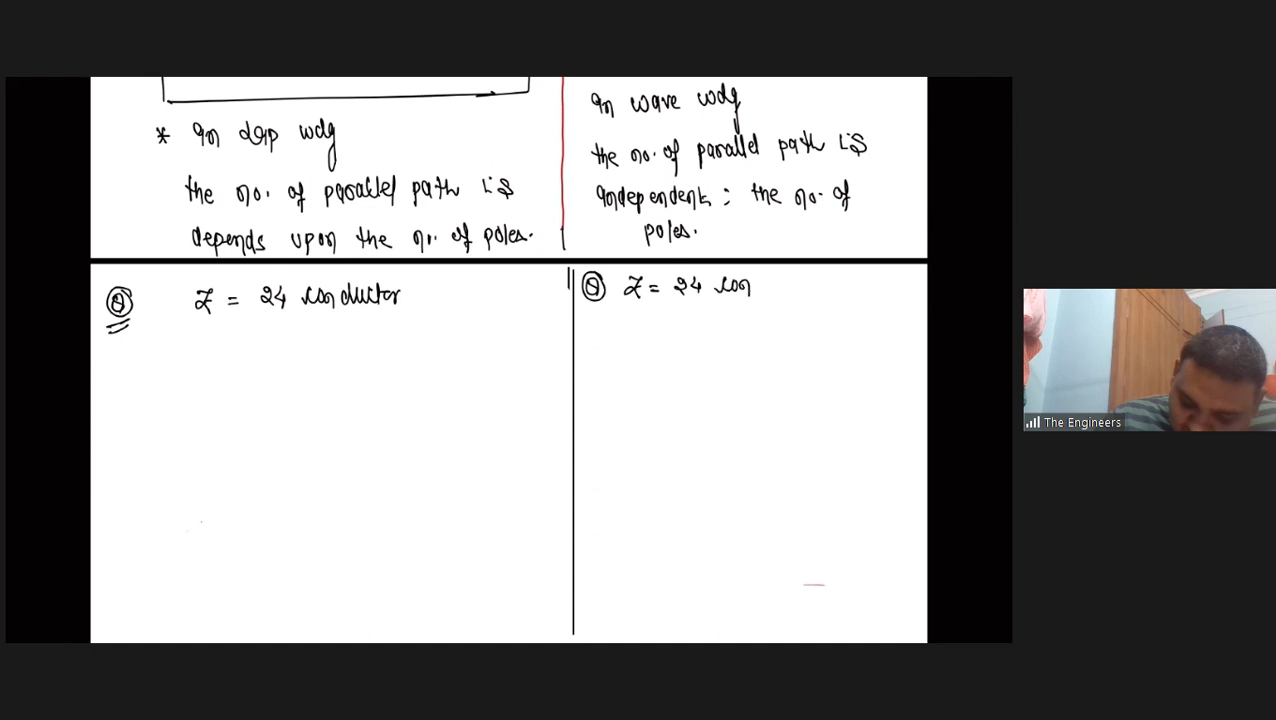 * In Lap wdg
the no. of parallel path is
depends upon the no. of poles.
In wave wdg
the no. of parallel path is
independent : the no. of
poles.
Q Z = 24 conductor
Q Z = 24 con
The Engineers